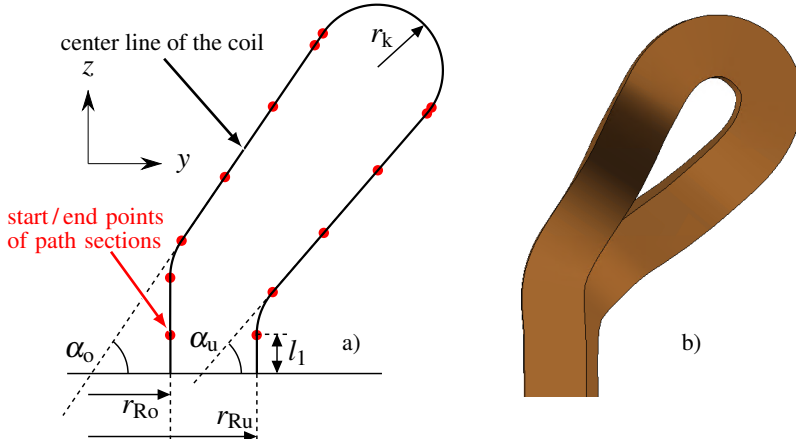 center line of the coil
z
y
r_k
start / end points
of path sections
α_o
α_u
l_1
a)
b)
r_Ro
r_Ru